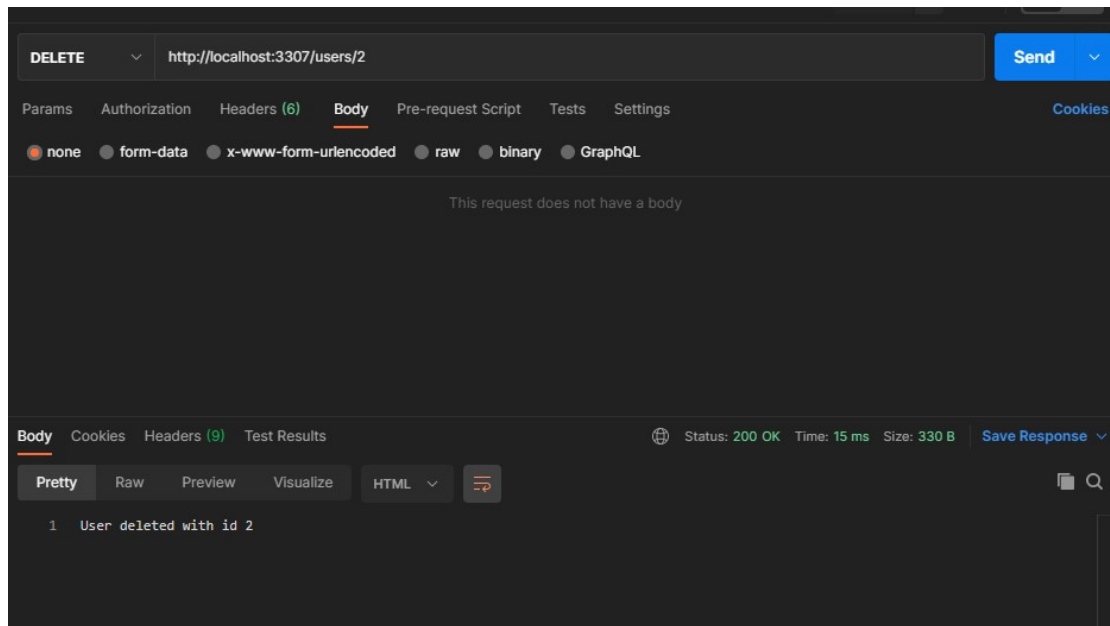 DELETE http://localhost:3307/users/2 Send
Params Authorization Headers (6) Body Pre-request Script Tests Settings Cookies
none form-data x-www-form-urlencoded raw binary GraphQL
This request does not have a body
Body Cookies Headers (9) Test Results Status: 200 OK Time: 15 ms Size: 330 B Save Response
Pretty Raw Preview Visualize HTML
1 User deleted with id 2